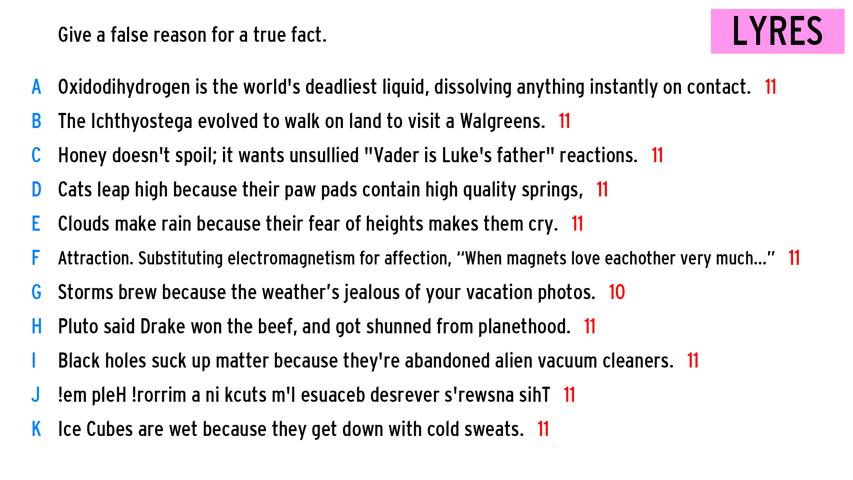 LYRES
Give a false reason for a true fact.
A Oxidodihydrogen is the world's deadliest liquid, dissolving anything instantly on contact. 11
B The Ichthyostega evolved to walk on land to visit a Walgreens. 11
C Honey doesn't spoil; it wants unsullied "Vader is Luke's father" reactions. 11
D Cats leap high because their paw pads contain high quality springs, 11
E Clouds make rain because their fear of heights makes them cry. 11
F Attraction. Substituting electromagnetism for affection, “When magnets love eachother very much...” 11
G Storms brew because the weather’s jealous of your vacation photos. 10
H Pluto said Drake won the beef, and got shunned from planethood. 11
I Black holes suck up matter because they're abandoned alien vacuum cleaners. 11
J !em pleH !rorrim a ni kcuts m'I esuaceb desrever s'rewsna sihT 11
K Ice Cubes are wet because they get down with cold sweats. 11